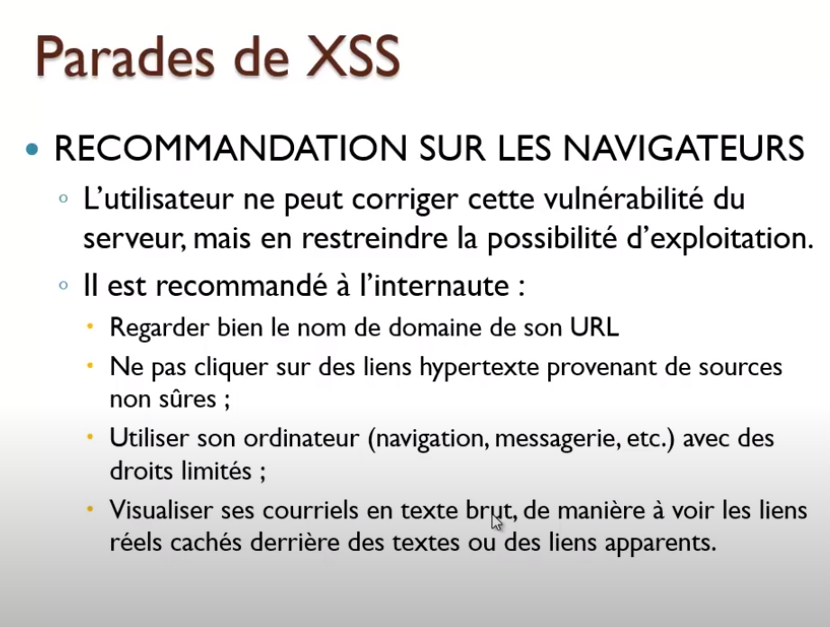 Parades de XSS
• RECOMMANDATION SUR LES NAVIGATEURS
◦ L'utilisateur ne peut corriger cette vulnérabilité du
serveur, mais en restreindre la possibilité d'exploitation.
◦ Il est recommandé à l'internaute :
• Regarder bien le nom de domaine de son URL
• Ne pas cliquer sur des liens hypertexte provenant de sources
non sûres ;
• Utiliser son ordinateur (navigation, messagerie, etc.) avec des
droits limités ;
• Visualiser ses courriels en texte brut, de manière à voir les liens
réels cachés derrière des textes ou des liens apparents.